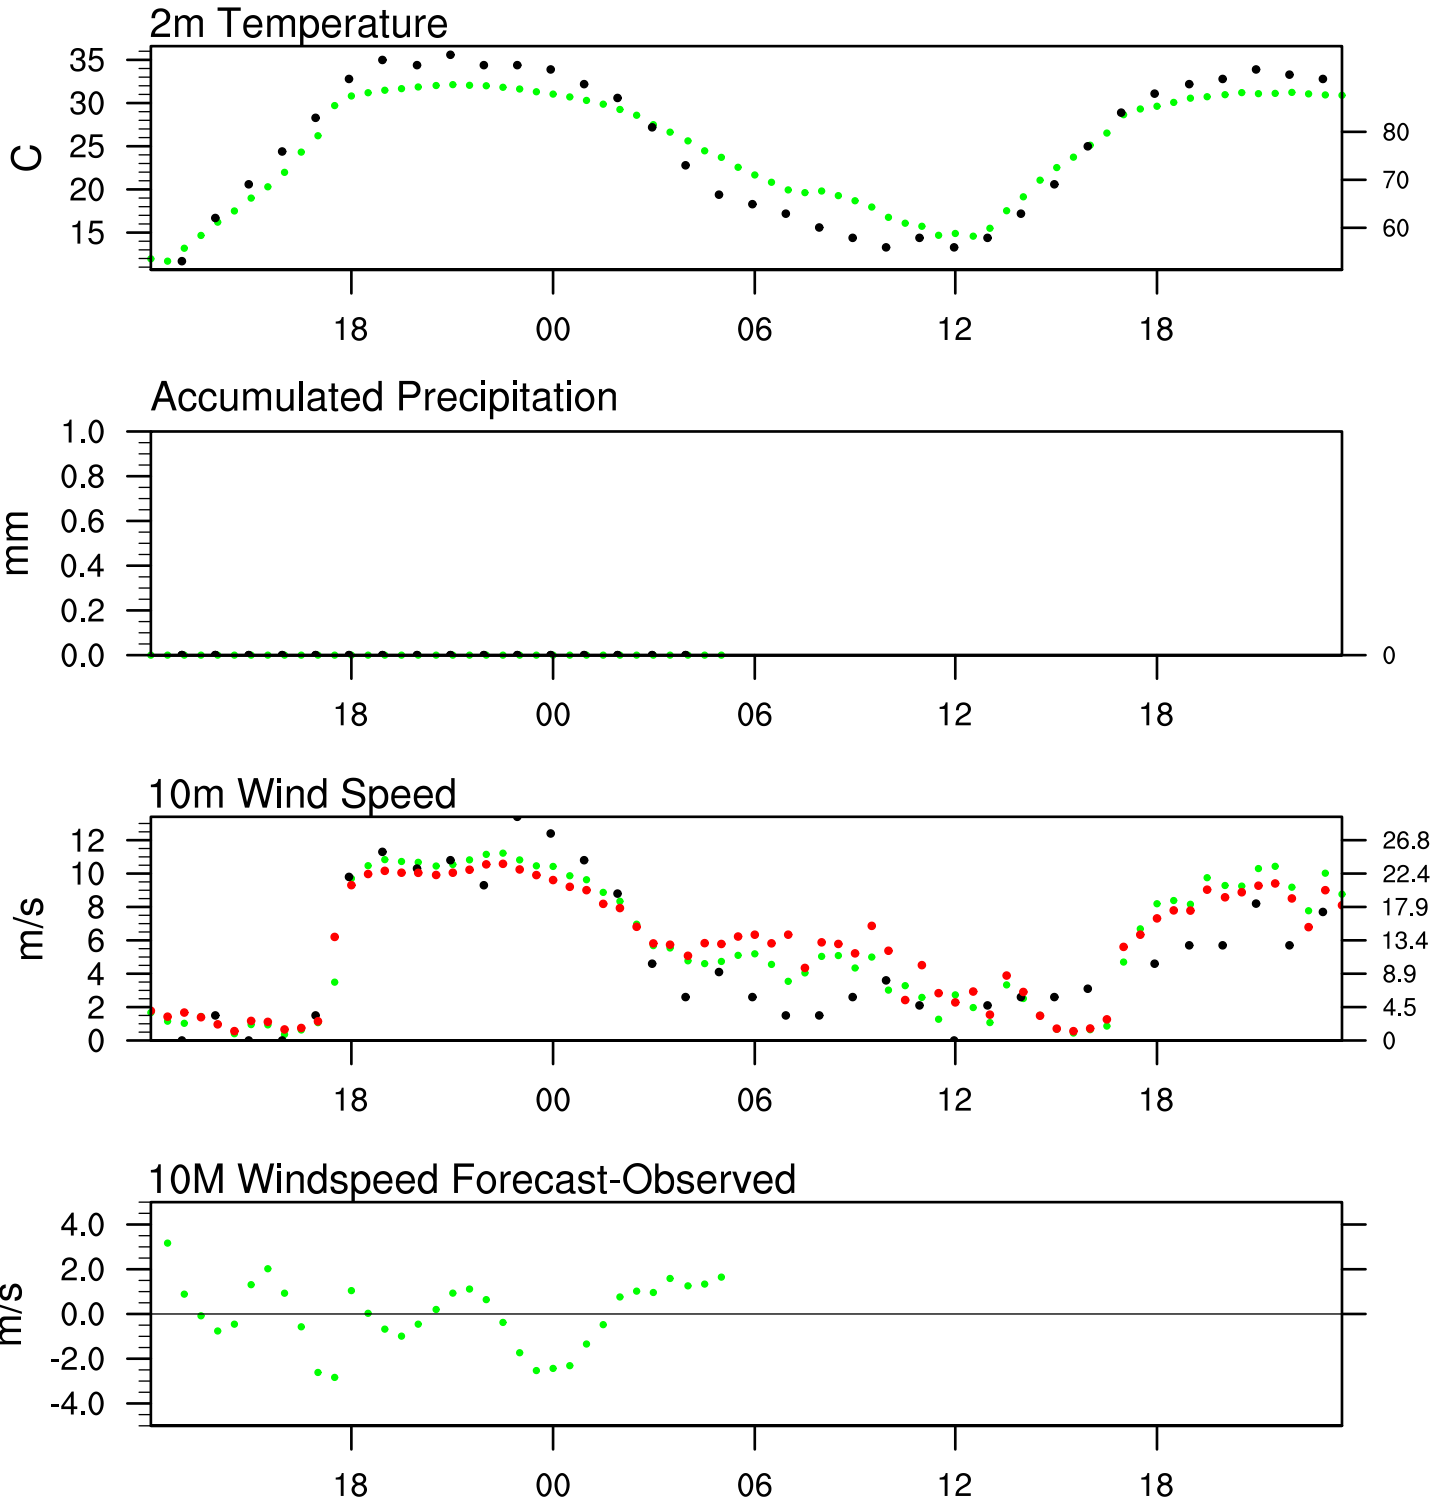 2m Temperature
35
30
25
20
15
C
80
70
60
18 00 06 12 18
Accumulated Precipitation
1.0
0.8
0.6
0.4
0.2
0.0
mm
0
18 00 06 12 18
10m Wind Speed
12
10
8
6
4
2
0
m/s
26.8
22.4
17.9
13.4
8.9
4.5
0
18 00 06 12 18
10M Windspeed Forecast-Observed
4.0
2.0
0.0
-2.0
-4.0
m/s
18 00 06 12 18